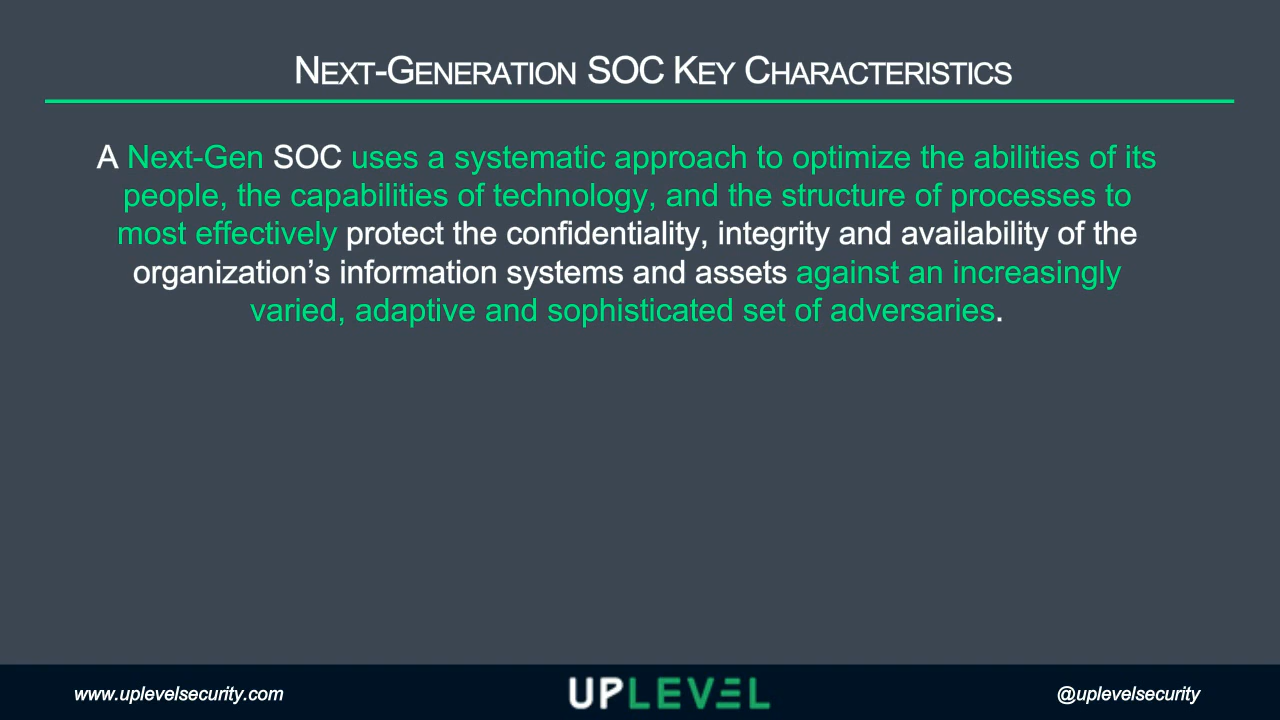 NEXT-GENERATION SOC KEY CHARACTERISTICS
A Next-Gen SOC uses a systematic approach to optimize the abilities of its
people, the capabilities of technology, and the structure of processes to
most effectively protect the confidentiality, integrity and availability of the
organization’s information systems and assets against an increasingly
varied, adaptive and sophisticated set of adversaries.
www.uplevelsecurity.com
UPLEVEL
@uplevelsecurity